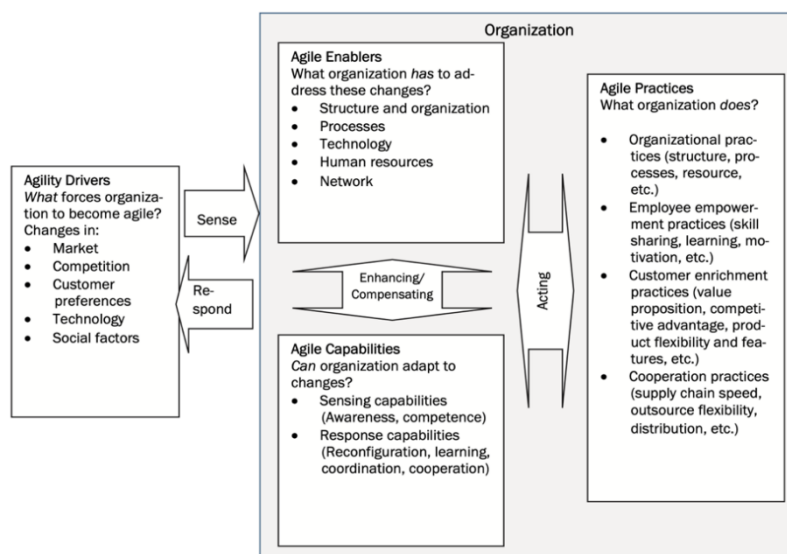 Organization
Agility Drivers
What forces organization
to become agile?
Changes in:
• Market
• Competition
• Customer
preferences
• Technology
• Social factors
Sense
Re-
spond
Agile Enablers
What organization has to ad-
dress these changes?
• Structure and organization
• Processes
• Technology
• Human resources
• Network
Enhancing/
Compensating
Agile Capabilities
Can organization adapt to
changes?
• Sensing capabilities
(Awareness, competence)
• Response capabilities
(Reconfiguration, learning,
coordination, cooperation)
Acting
Agile Practices
What organization does?
• Organizational prac-
tices (structure, pro-
cesses, resource,
etc.)
• Employee empower-
ment practices (skill
sharing, learning, mo-
tivation, etc.)
• Customer enrichment
practices (value
proposition, competi-
tive advantage, prod-
uct flexibility and fea-
tures, etc.)
• Cooperation practices
(supply chain speed,
outsource flexibility,
distribution, etc.)